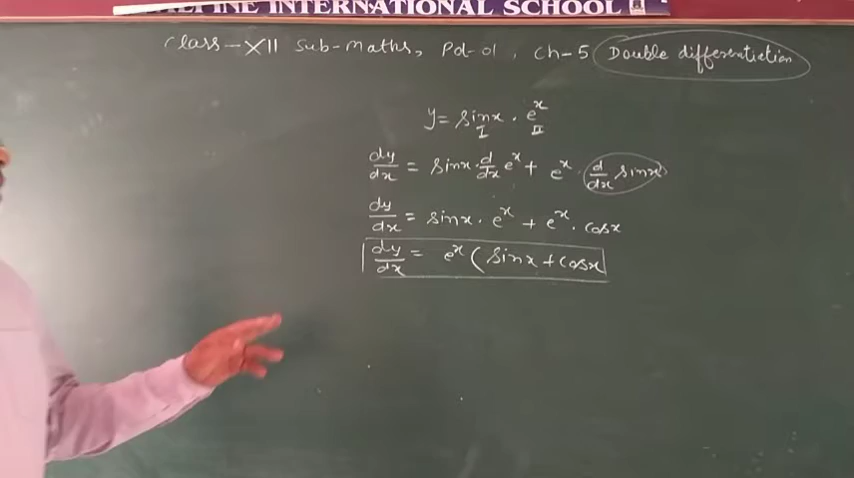 INTERNATIONAL SCHOOL
Class-XII Sub-Maths, Pd-01, Ch-5 Double differentiation
y = sinx . e^x
I II
dy/dx = sinx . d/dx e^x + e^x . d/dx sinx
dy/dx = sinx . e^x + e^x . cosx
dy/dx = e^x (sinx + cosx